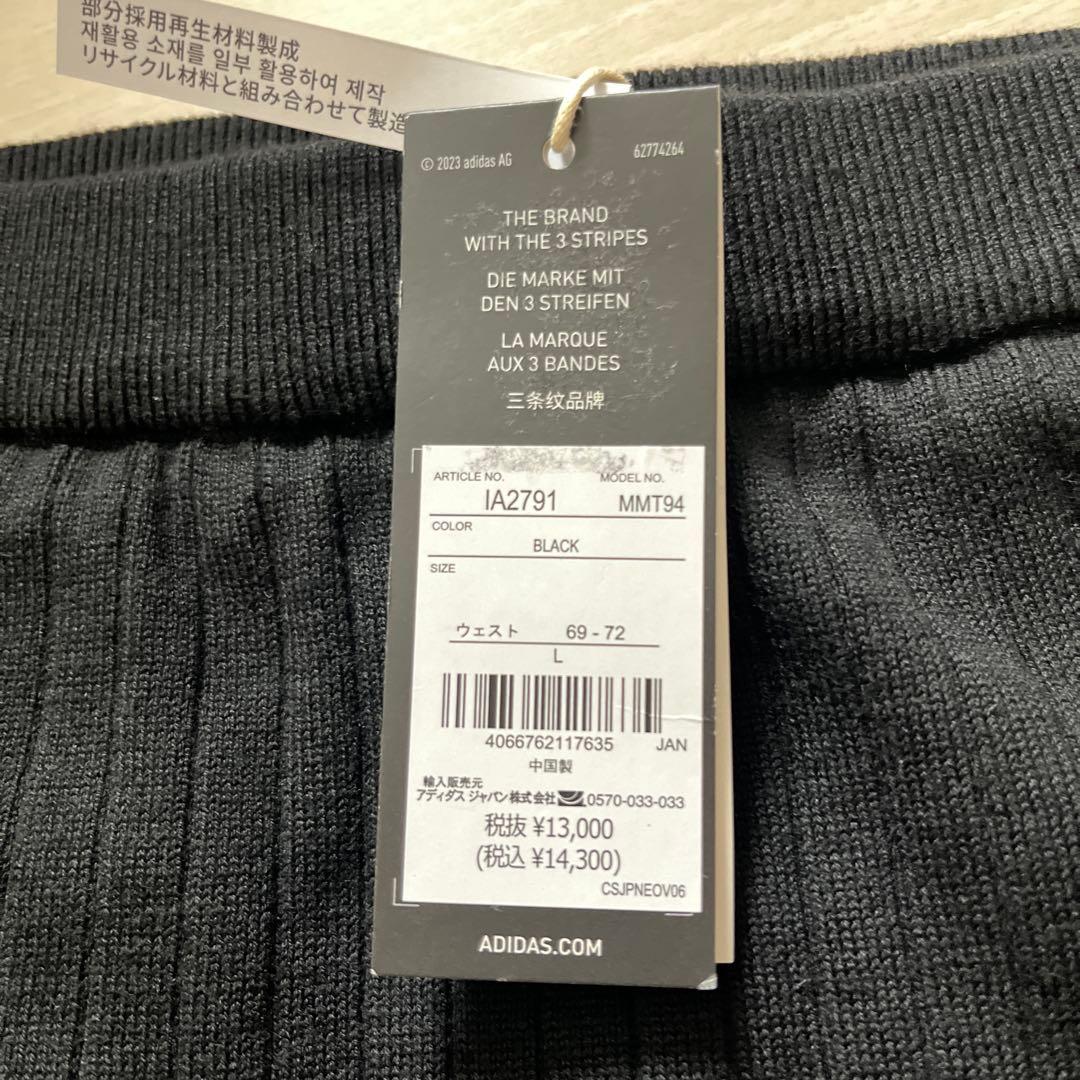 部分採用再生材料製成
재활용 소재를 일부 활용하여 제작
リサイクル材料と組み合わせて製造
© 2023 adidas AG
62774264
THE BRAND
WITH THE 3 STRIPES
DIE MARKE MIT
DEN 3 STREIFEN
LA MARQUE
AUX 3 BANDES
三条纹品牌
ARTICLE NO. MODEL NO.
IA2791 MMT94
COLOR
BLACK
SIZE
ウェスト 69 - 72
L
4066762117635 JAN
中国製
輸入販売元
アディダス ジャパン株式会社 0570-033-033
税抜 ¥13,000
(税込 ¥14,300)
CSJPNEOV06
ADIDAS.COM